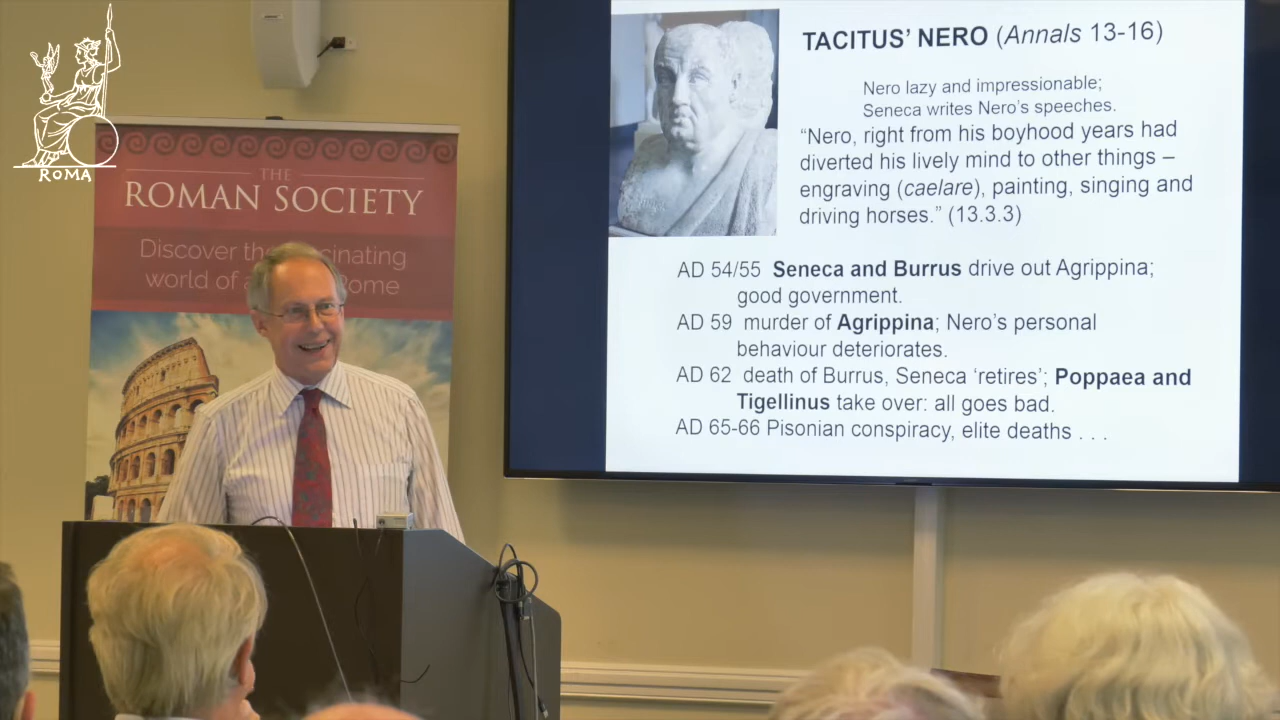 ROMA
THE
ROMAN SOCIETY
Discover the cinating
world of a ome
TACITUS’ NERO (Annals 13-16)
Nero lazy and impressionable;
Seneca writes Nero’s speeches.
“Nero, right from his boyhood years had
diverted his lively mind to other things –
engraving (caelare), painting, singing and
driving horses.” (13.3.3)
AD 54/55 Seneca and Burrus drive out Agrippina;
good government.
AD 59 murder of Agrippina; Nero’s personal
behaviour deteriorates.
AD 62 death of Burrus, Seneca ‘retires’; Poppaea and
Tigellinus take over: all goes bad.
AD 65-66 Pisonian conspiracy, elite deaths . . .